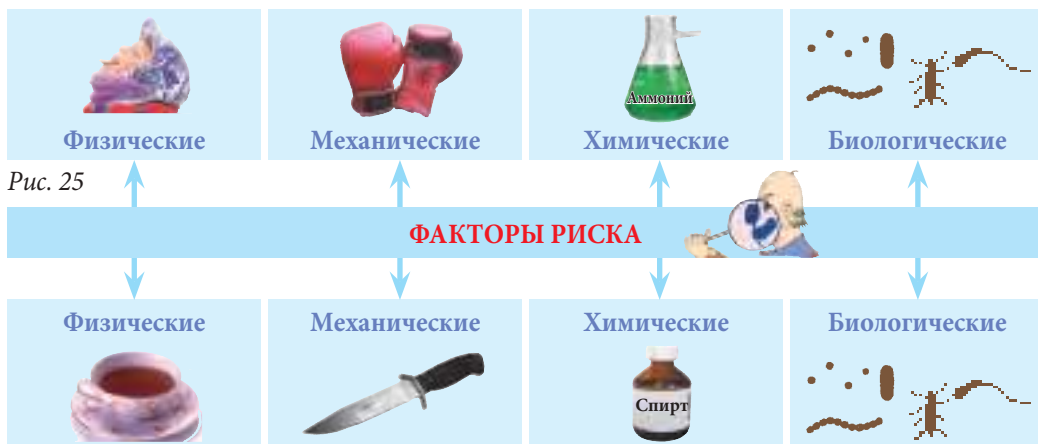 Аммоний
Физические Механические Химические Биологические
Рис. 25
ФАКТОРЫ РИСКА
Физические Механические Химические Биологические
Спирт